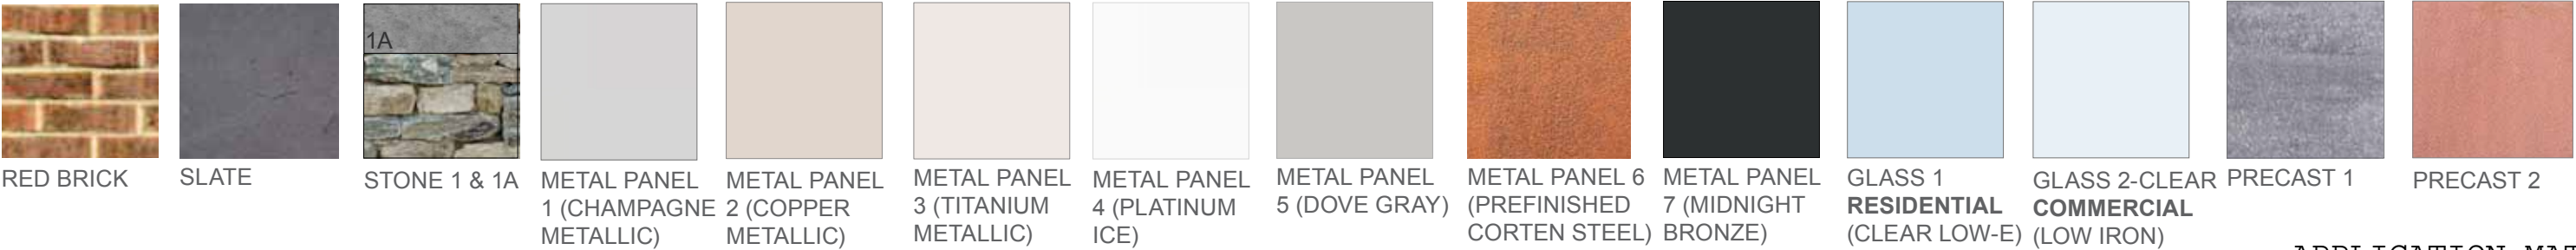 1A
RED BRICK
SLATE
STONE 1 & 1A
METAL PANEL
1 (CHAMPAGNE
METALLIC)
METAL PANEL
2 (COPPER
METALLIC)
METAL PANEL
3 (TITANIUM
METALLIC)
METAL PANEL
4 (PLATINUM
ICE)
METAL PANEL
5 (DOVE GRAY)
METAL PANEL 6
(PREFINISHED
CORTEN STEEL)
METAL PANEL
7 (MIDNIGHT
BRONZE)
GLASS 1
RESIDENTIAL
(CLEAR LOW-E)
GLASS 2-CLEAR
COMMERCIAL
(LOW IRON)
PRECAST 1
PRECAST 2